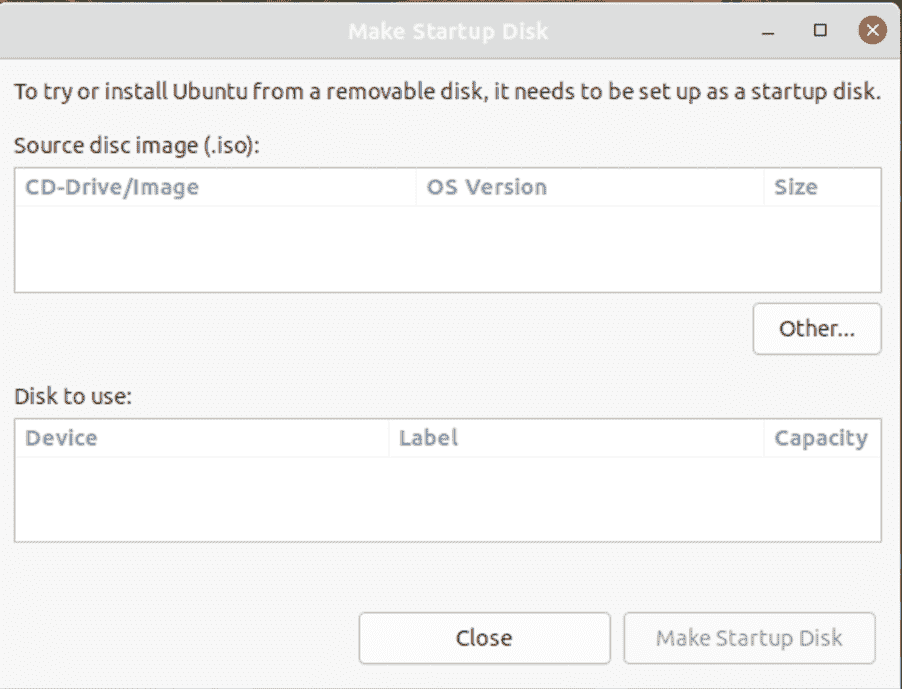 Make Startup Disk
To try or install Ubuntu from a removable disk, it needs to be set up as a startup disk.
Source disc image (.iso):
CD-Drive/Image OS Version Size
Other...
Disk to use:
Device Label Capacity
Close Make Startup Disk